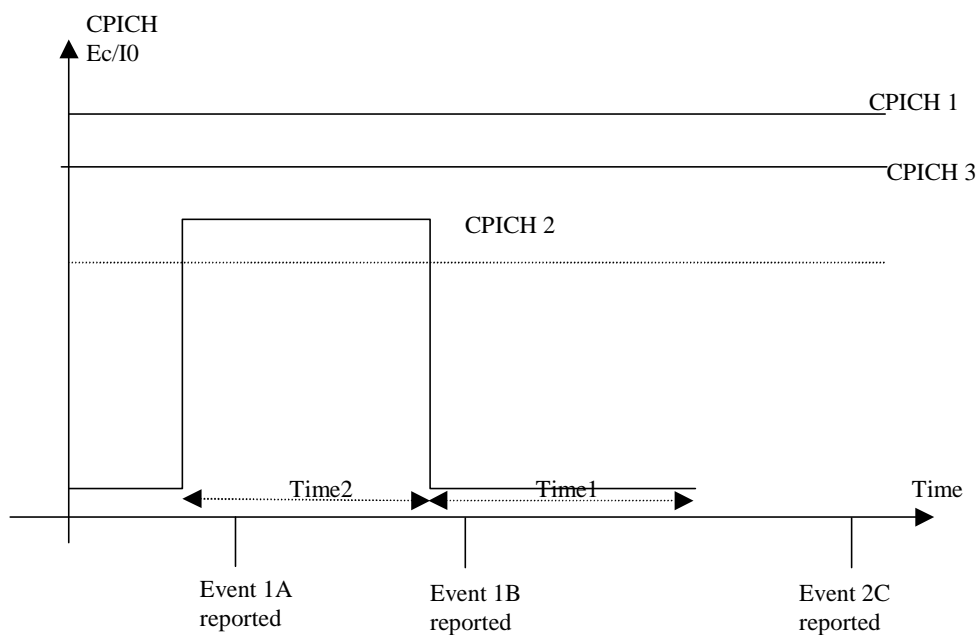 CPICH
Ec/I0
CPICH 1
CPICH 3
CPICH 2
Time2
Time1
Time
Event 1A
reported
Event 1B
reported
Event 2C
reported